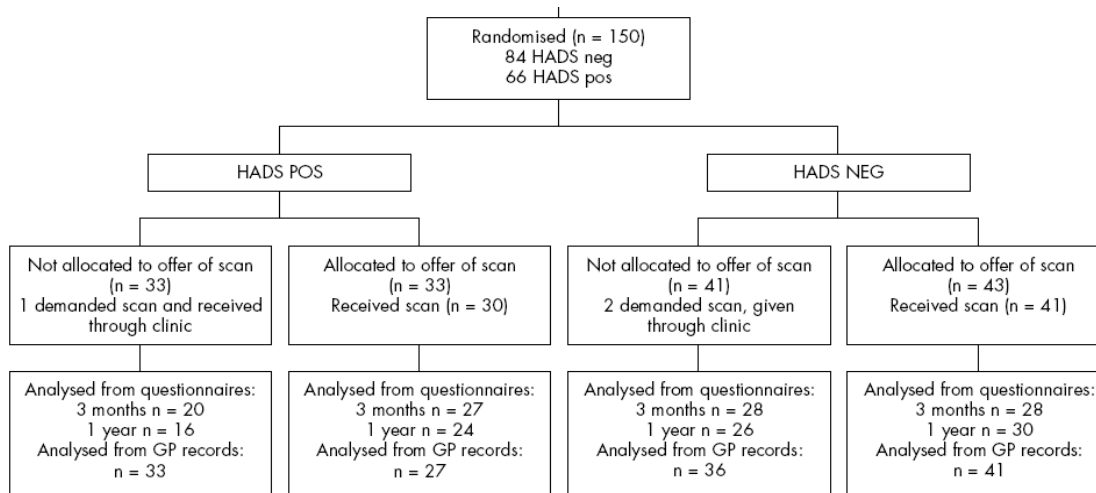 Randomised (n = 150)
84 HADS neg
66 HADS pos
HADS POS
HADS NEG
Not allocated to offer of scan
(n = 33)
1 demanded scan and received
through clinic
Allocated to offer of scan
(n = 33)
Received scan (n = 30)
Not allocated to offer of scan
(n = 41)
2 demanded scan, given
through clinic
Allocated to offer of scan
(n = 43)
Received scan (n = 41)
Analysed from questionnaires:
3 months n = 20
1 year n = 16
Analysed from GP records:
n = 33
Analysed from questionnaires:
3 months n = 27
1 year n = 24
Analysed from GP records:
n = 27
Analysed from questionnaires:
3 months n = 28
1 year n = 26
Analysed from GP records:
n = 36
Analysed from questionnaires:
3 months n = 28
1 year n = 30
Analysed from GP records:
n = 41